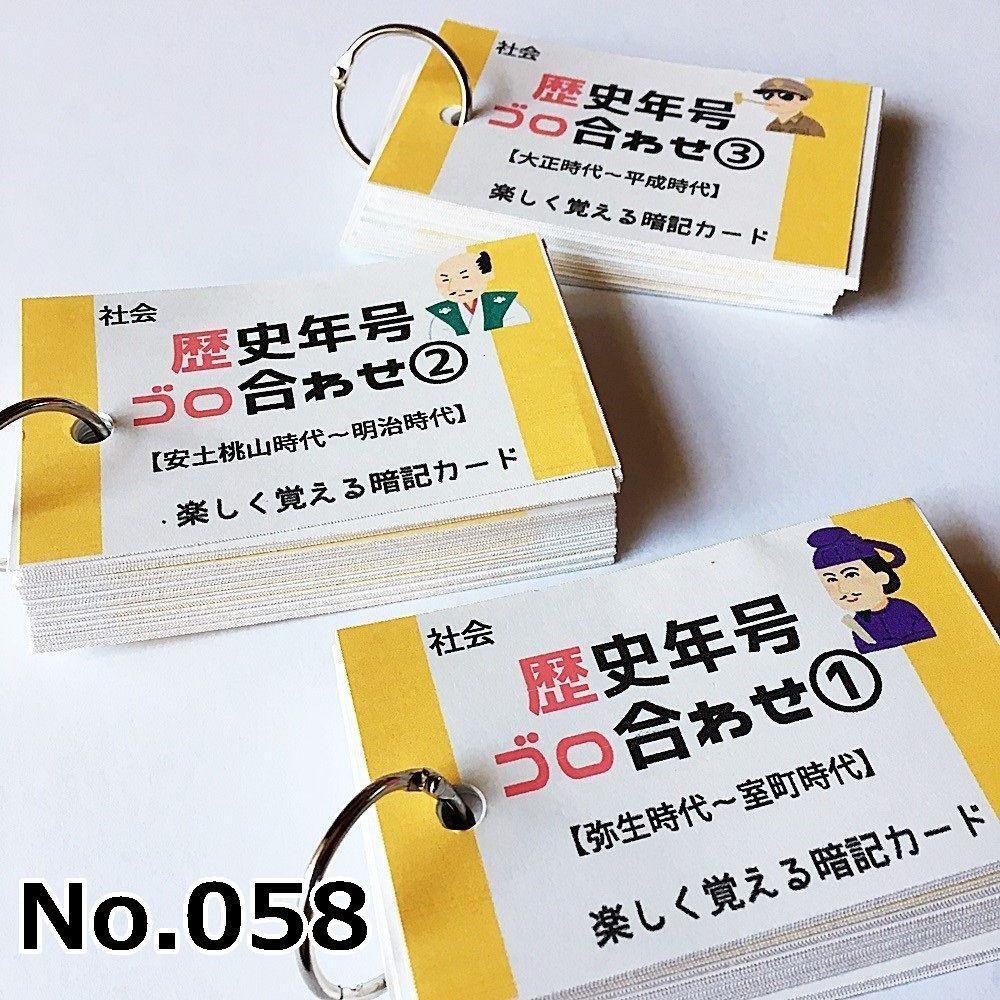 社会
歴史年号
ゴロ合わせ③
【大正時代～平成時代】
楽しく覚える暗記カード
社会
歴史年号
ゴロ合わせ②
【安土桃山時代～明治時代】
楽しく覚える暗記カード
社会
歴史年号
ゴロ合わせ①
【弥生時代～室町時代】
楽しく覚える暗記カード
No.058